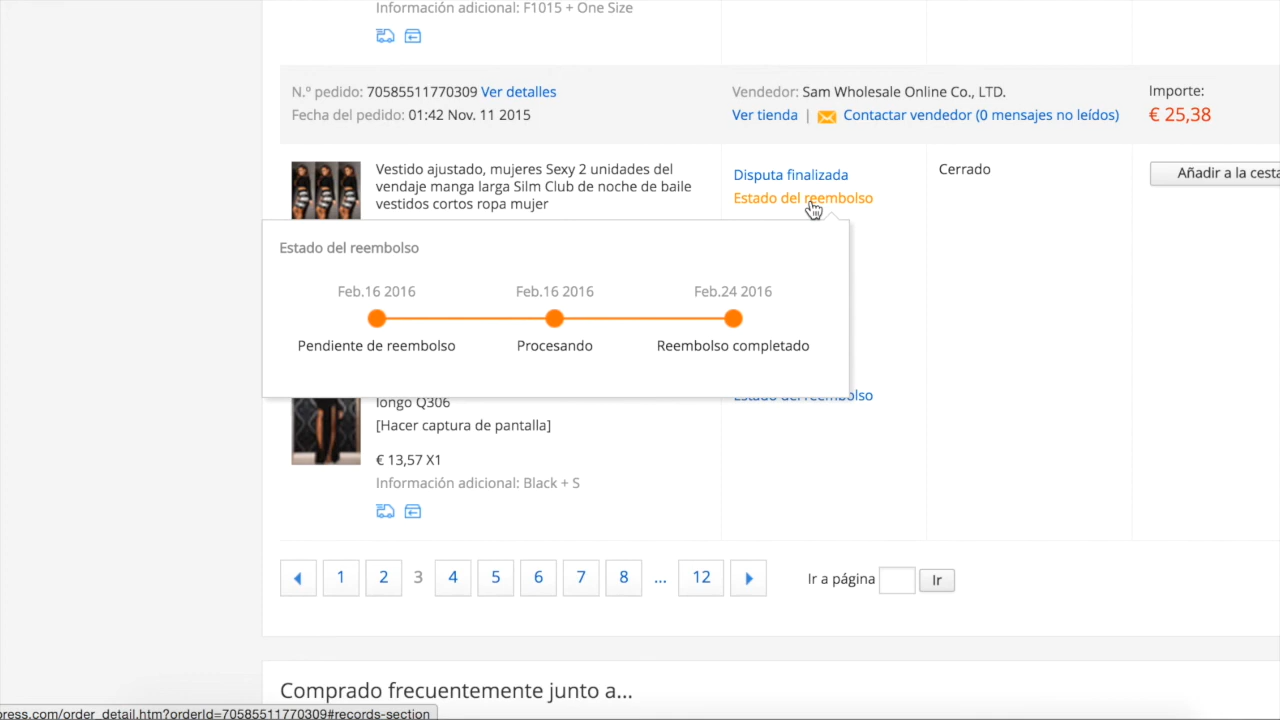 Información adicional: F1015 + One Size
N.º pedido: 70585511770309 Ver detalles
Vendedor: Sam Wholesale Online Co., LTD.
Importe:
Fecha del pedido: 01:42 Nov. 11 2015
Ver tienda | Contactar vendedor (0 mensajes no leídos)
€ 25,38
Vestido ajustado, mujeres Sexy 2 unidades del
vendaje manga larga Silm Club de noche de baile
vestidos cortos ropa mujer
Disputa finalizada
Estado del reembolso
Cerrado
Añadir a la cesta
Estado del reembolso
Feb.16 2016
Feb.16 2016
Feb.24 2016
Pendiente de reembolso
Procesando
Reembolso completado
Estado del reembolso
longo Q306
[Hacer captura de pantalla]
€ 13,57 X1
Información adicional: Black + S
1 2 3 4 5 6 7 8 ... 12
Ir a página
Ir
Comprado frecuentemente junto a...
press.com/order_detail.htm?orderId=70585511770309#records-section